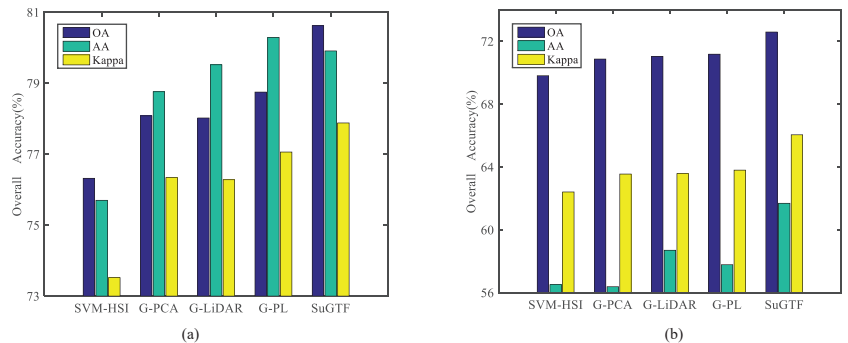 81
79
77
75
73
Overall Accuracy(%)
OA
AA
Kappa
SVM-HSI G-PCA G-LiDAR G-PL SuGTF
(a)
72
68
64
60
56
Overall Accuracy(%)
OA
AA
Kappa
SVM-HSI G-PCA G-LiDAR G-PL SuGTF
(b)